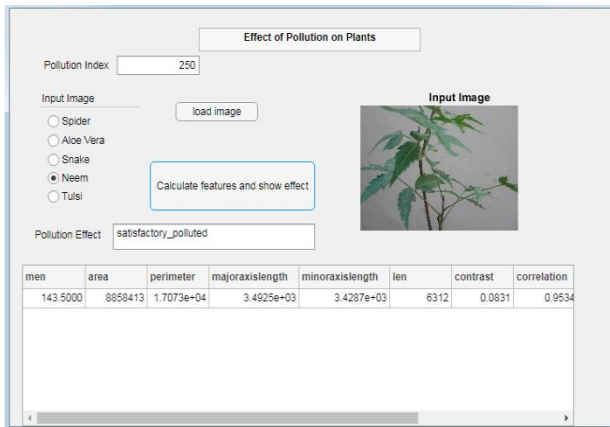 Effect of Pollution on Plants
Pollution Index 250
Input Image
load image
Input Image
Spider
Aloe Vera
Snake
Neem
Tulsi
Calculate features and show effect
Pollution Effect satisfactory_polluted
men area perimeter majoraxislength minoraxislength len contrast correlation
143.5000 8858413 1.7073e+04 3.4925e+03 3.4287e+03 6312 0.0831 0.9534